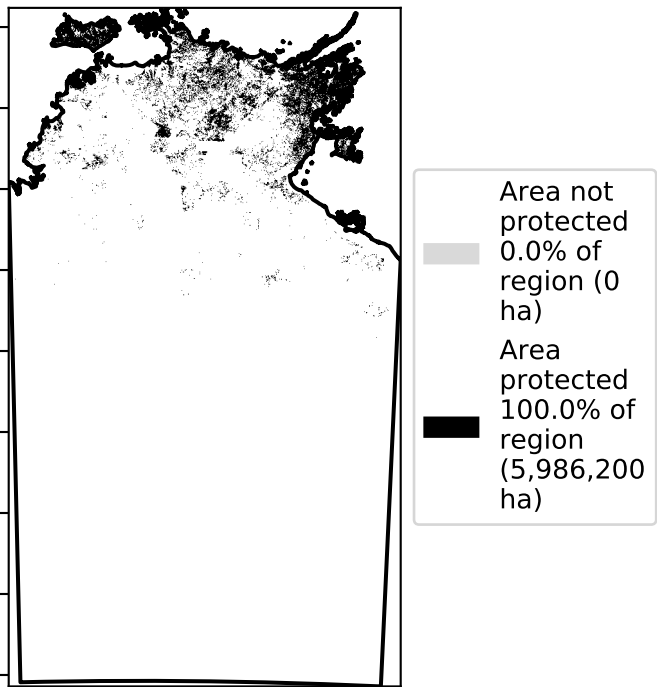 Area not
protected
0.0% of
region (0
ha)
Area
protected
100.0% of
region
(5,986,200
ha)